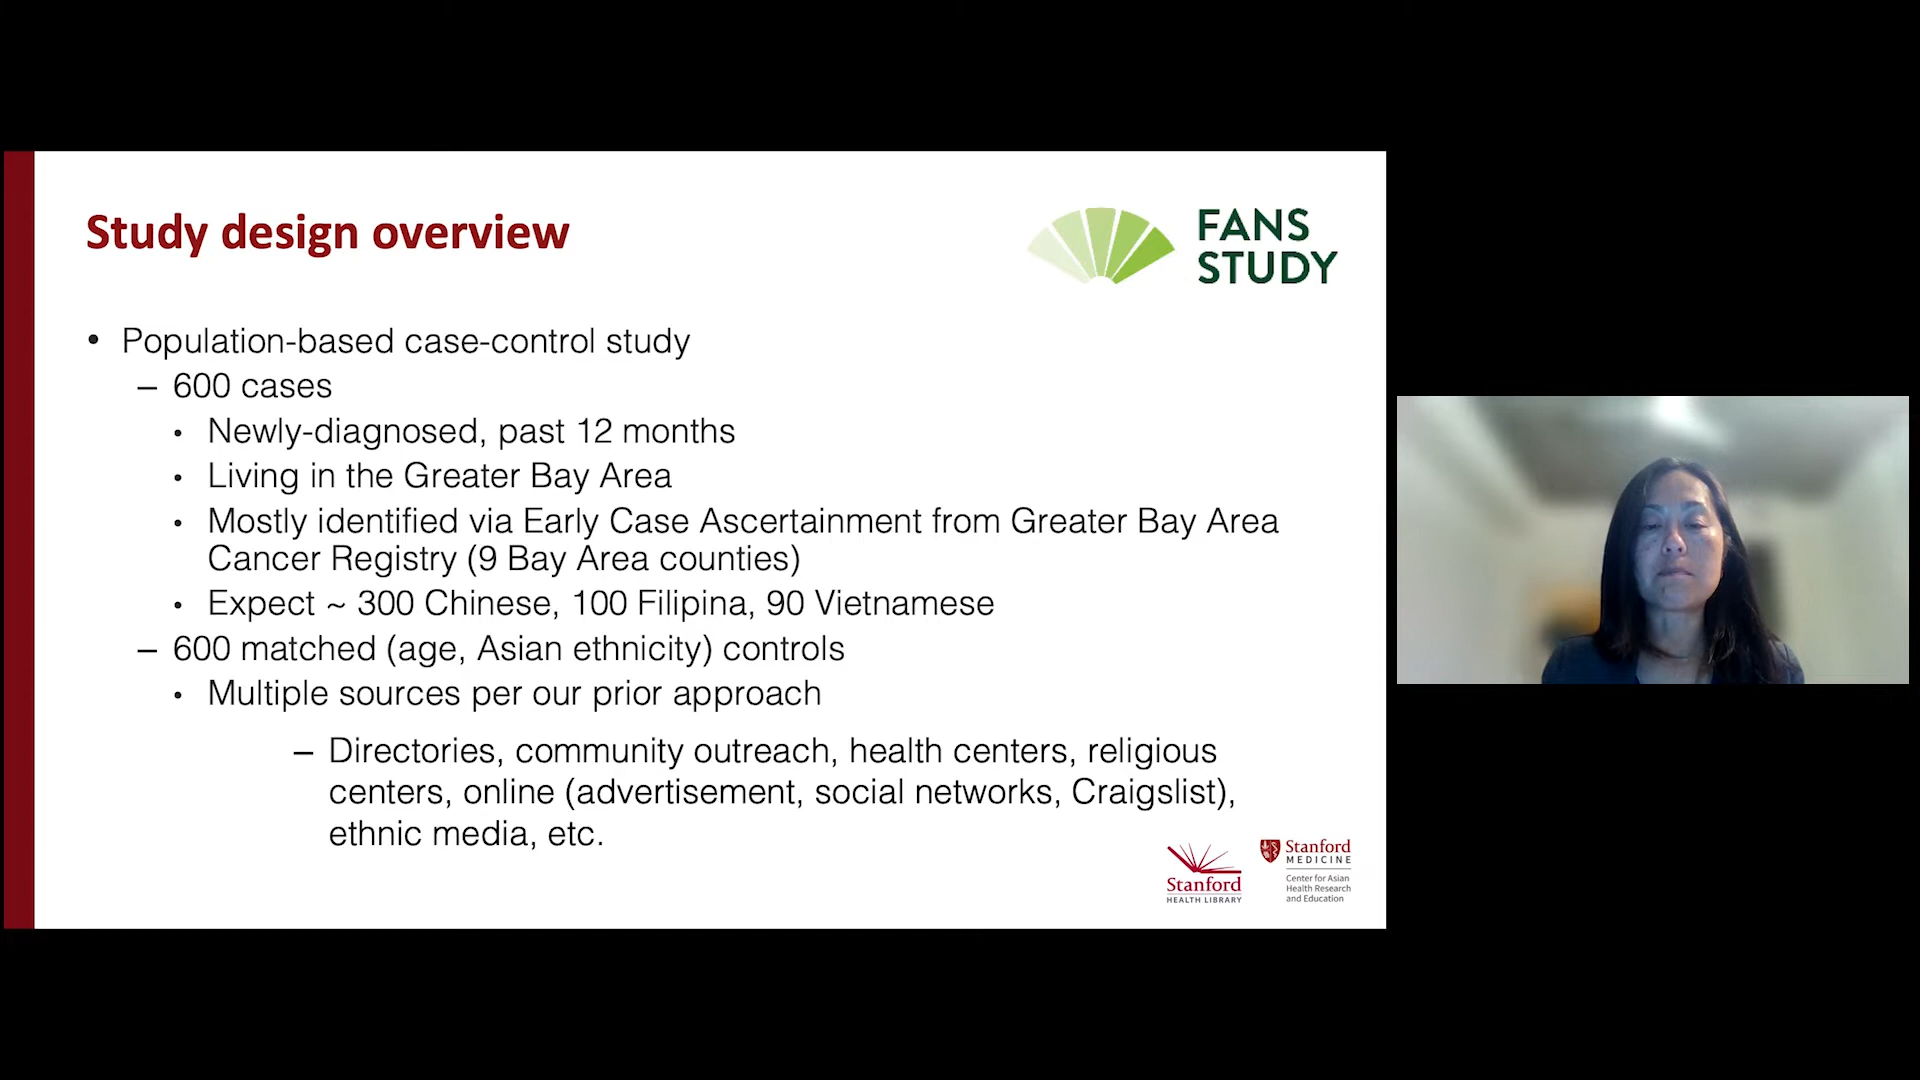 Study design overview
FANS
STUDY
• Population-based case-control study
– 600 cases
• Newly-diagnosed, past 12 months
• Living in the Greater Bay Area
• Mostly identified via Early Case Ascertainment from Greater Bay Area
Cancer Registry (9 Bay Area counties)
• Expect ~ 300 Chinese, 100 Filipina, 90 Vietnamese
– 600 matched (age, Asian ethnicity) controls
• Multiple sources per our prior approach
– Directories, community outreach, health centers, religious
centers, online (advertisement, social networks, Craigslist),
ethnic media, etc.
Stanford
HEALTH LIBRARY
Stanford
MEDICINE
Center for Asian
Health Research
and Education